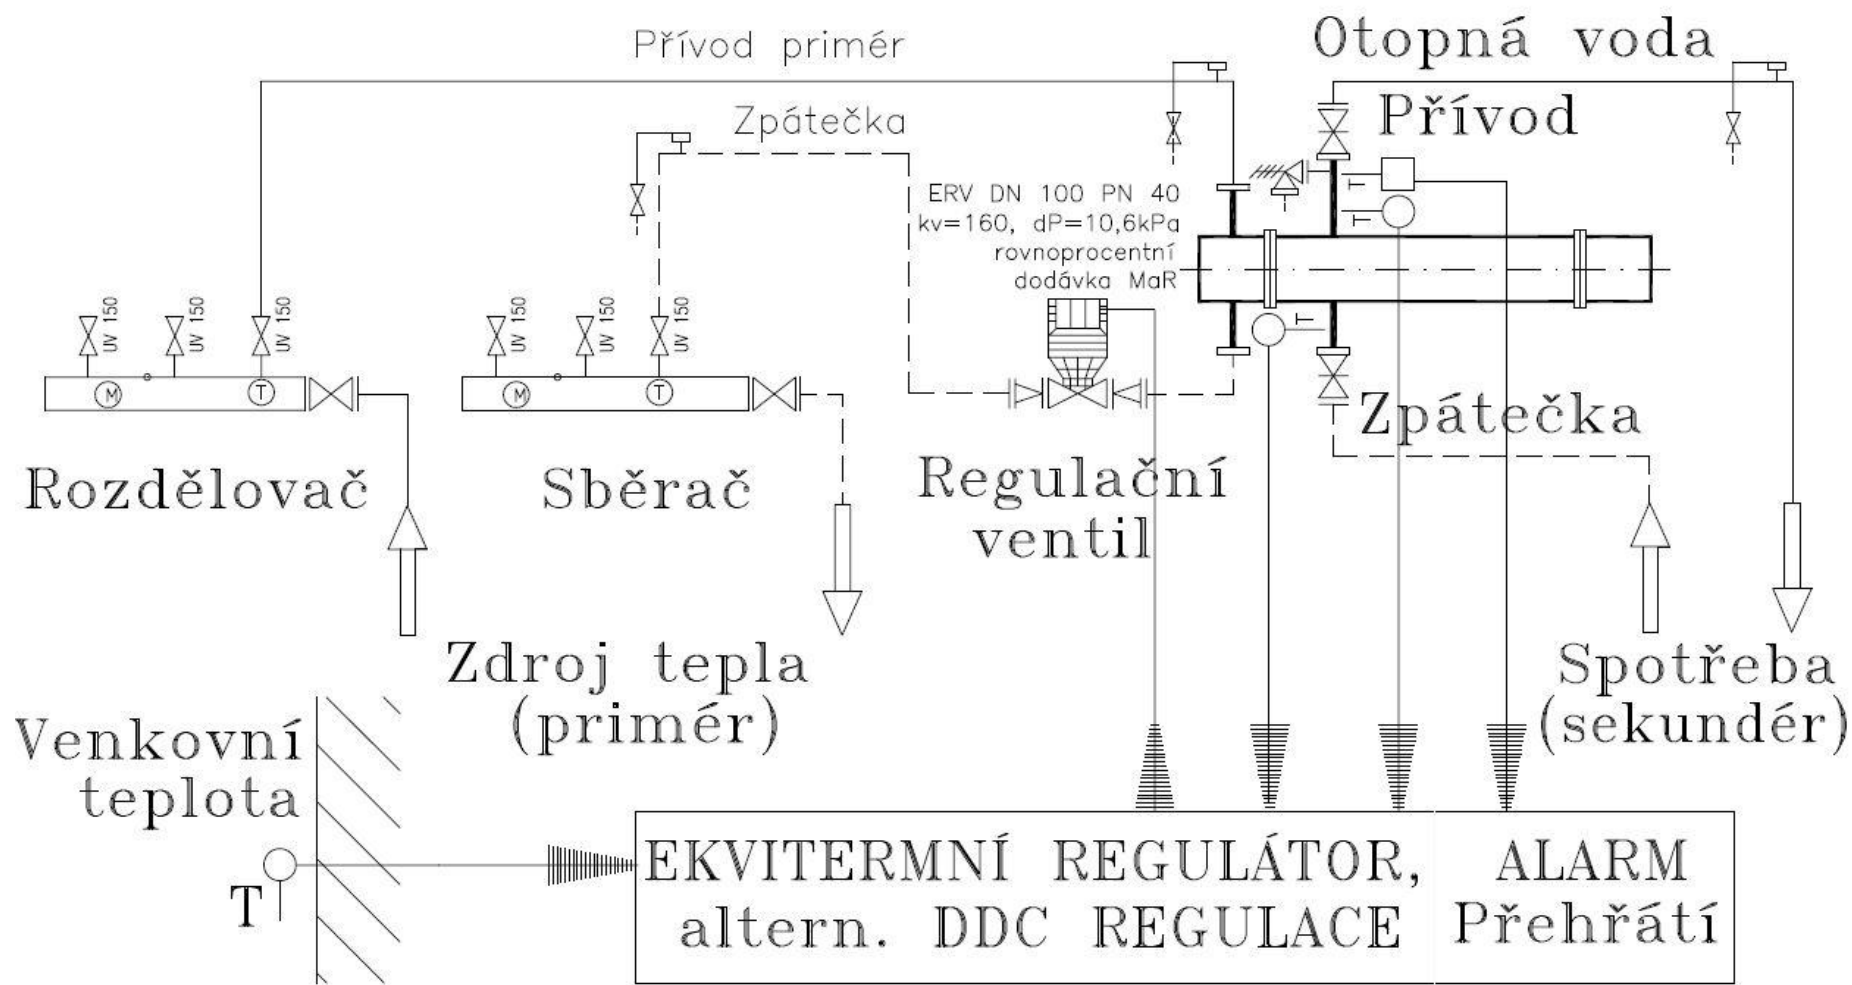 Otopná voda
Přívod primér
Přívod
Zpátečka
ERV DN 100 PN 40
kv=160, dP=10,6kPa
rovnoprocentní
dodávka MaR
T
T
T
UV 150
UV 150
UV 150
UV 150
UV 150
UV 150
M
T
M
T
Zpátečka
Rozdělovač
Sběrač
Regulační
ventil
Zdroj tepla
(primér)
Spotřeba
(sekundér)
Venkovní
teplota
T
EKVITERMNÍ REGULÁTOR,
altern. DDC REGULACE
ALARM
Přehřátí